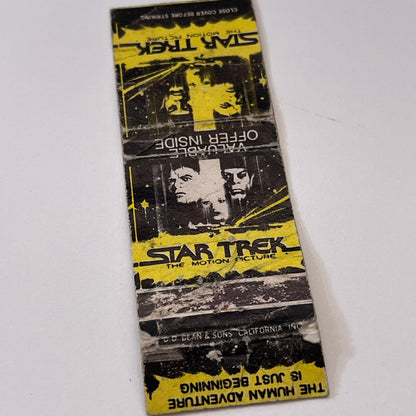 CLOSE COVER BEFORE STRIKING
STAR TREK
THE MOTION PICTURE
VALUABLE
OFFER INSIDE
STAR TREK
THE MOTION PICTURE
D.D. BEAN & SONS CALIFORNIA INC
THE HUMAN ADVENTURE
IS JUST BEGINNING